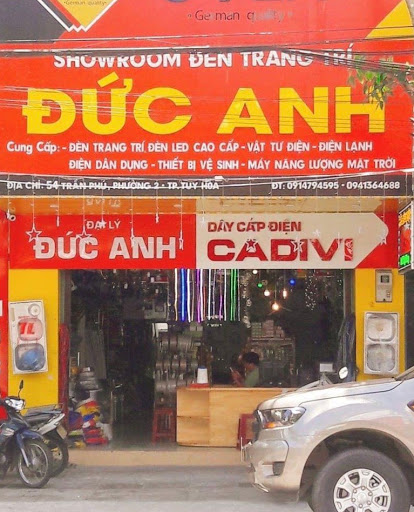 German quality
German quality
SHOWROOM ĐÈN TRANG TRÍ
ĐỨC ANH
Cung Cấp: - ĐÈN TRANG TRÍ ĐÈN LED CAO CẤP - VẬT TƯ ĐIỆN - ĐIỆN LẠNH
ĐIỆN DÂN DỤNG - THIẾT BỊ VỆ SINH - MÁY NĂNG LƯỢNG MẶT TRỜI
ĐỊA CHỈ: 54 TRẦN PHÚ, PHƯỜNG 2 - TP.TUY HÒA
ĐT: 0914794595 - 0941364688
ĐẠI LÝ
ĐỨC ANH
DÂY CÁP ĐIỆN
CADIVI